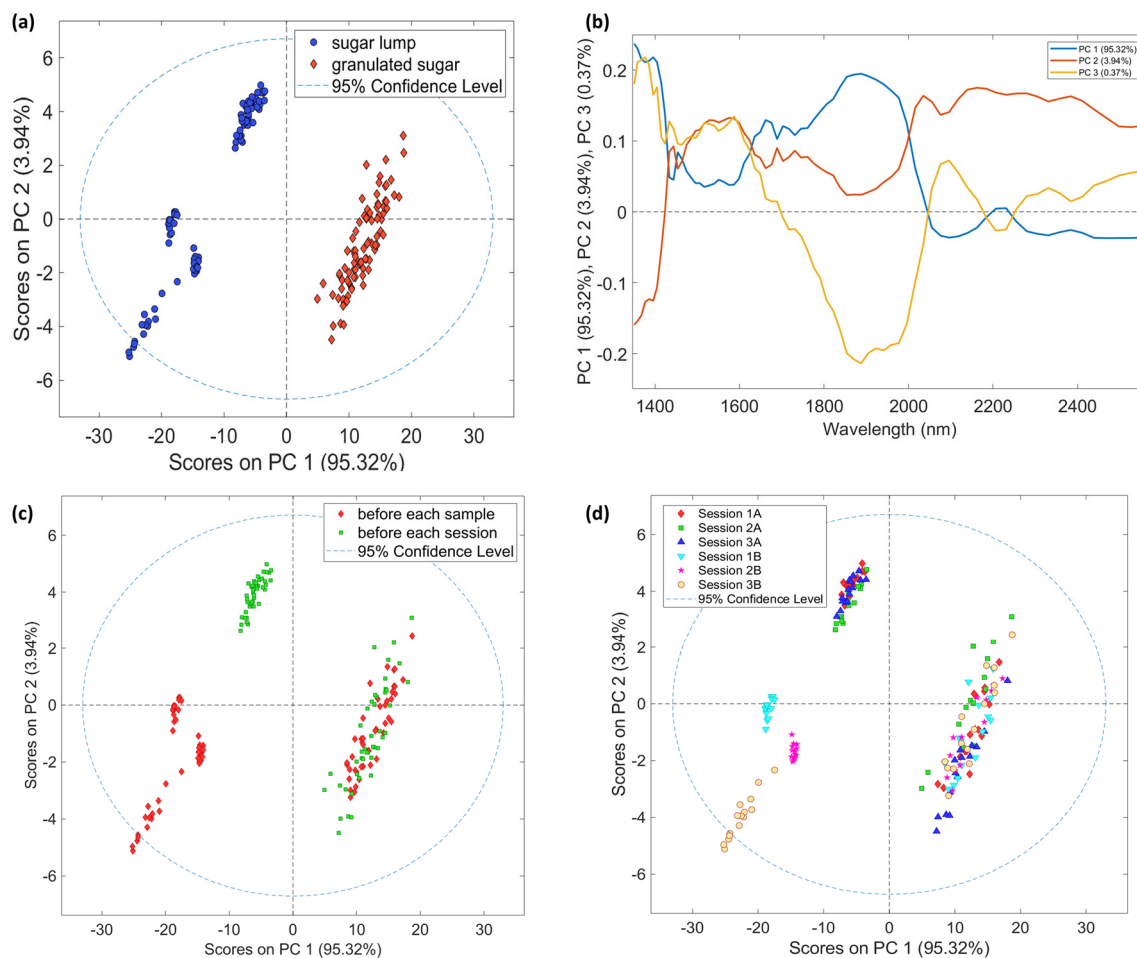 (a)
sugar lump
granulated sugar
95% Confidence Level
6
4
2
0
-2
-4
-6
-30
-20
-10
0
10
20
30
Scores on PC 2 (3.94%)
Scores on PC 1 (95.32%)
(b)
PC 1 (95.32%)
PC 2 (3.94%)
PC 3 (0.37%)
0.2
0.1
0
-0.1
-0.2
1400
1600
1800
2000
2200
2400
PC 1 (95.32%), PC 2 (3.94%), PC 3 (0.37%)
Wavelength (nm)
(c)
before each sample
before each session
95% Confidence Level
6
4
2
0
-2
-4
-6
-30
-20
-10
0
10
20
30
Scores on PC 2 (3.94%)
Scores on PC 1 (95.32%)
(d)
Session 1A
Session 2A
Session 3A
Session 1B
Session 2B
Session 3B
95% Confidence Level
6
4
2
0
-2
-4
-6
-30
-20
-10
0
10
20
30
Scores on PC 2 (3.94%)
Scores on PC 1 (95.32%)